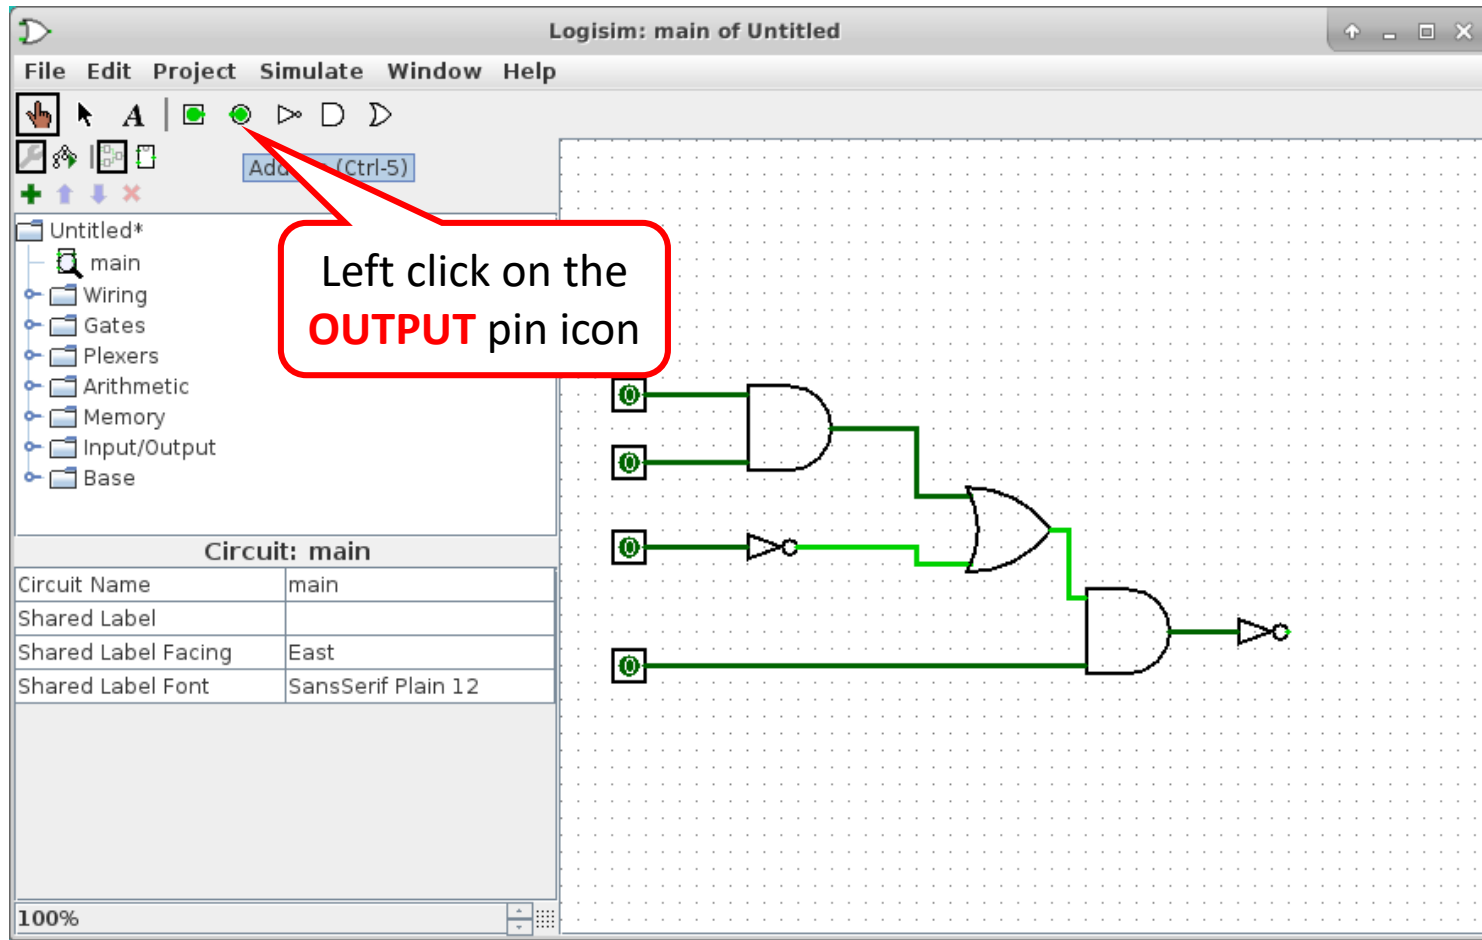 Logisim: main of Untitled
File Edit Project Simulate Window Help
A
(Ctrl-5)
Left click on the
OUTPUT pin icon
Untitled*
main
Wiring
Gates
Plexers
Arithmetic
Memory
Input/Output
Base
0
0
0
0
Circuit: main
Circuit Name main
Shared Label
Shared Label Facing East
Shared Label Font SansSerif Plain 12
100%